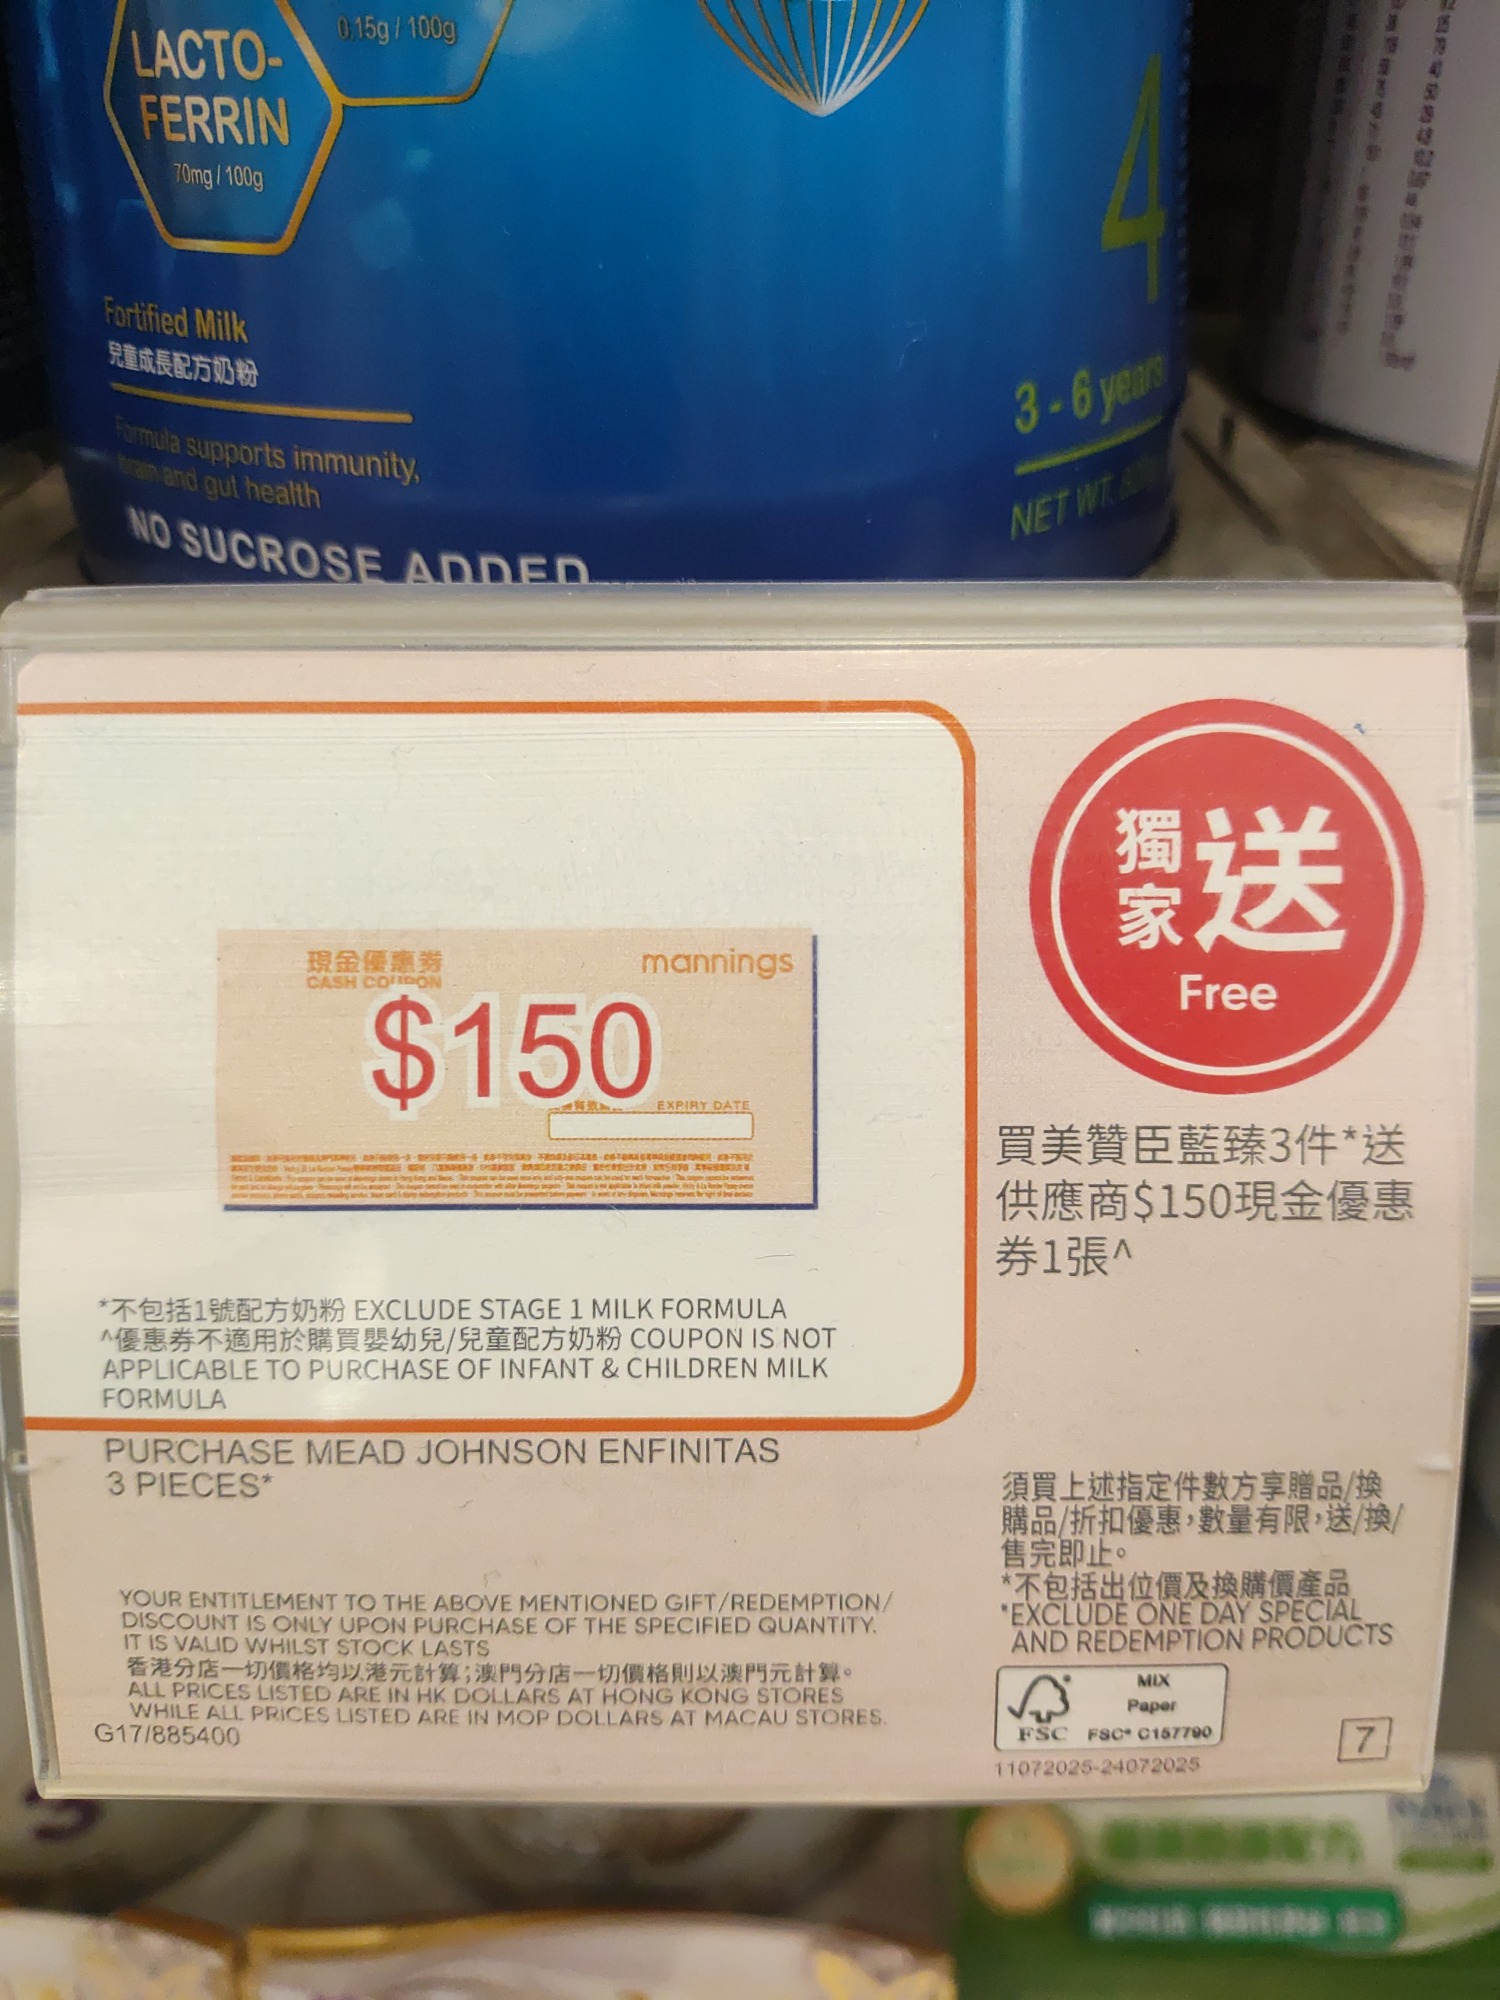 LACTO-
FERRIN
70mg / 100g
0.15g / 100g
4
Fortified Milk
兒童成長配方奶粉
Formula supports immunity,
brain and gut health
NO SUCROSE ADDED
3 - 6 years
NET WT.
獨家送
Free
現金優惠券
CASH COUPON
mannings
$150
EXPIRY DATE
買美贊臣藍臻3件*送
供應商$150現金優惠
券1張^
*不包括1號配方奶粉 EXCLUDE STAGE 1 MILK FORMULA
^優惠券不適用於購買嬰幼兒/兒童配方奶粉 COUPON IS NOT
APPLICABLE TO PURCHASE OF INFANT & CHILDREN MILK
FORMULA
PURCHASE MEAD JOHNSON ENFINITAS
3 PIECES*
須買上述指定件數方享贈品/換
購品/折扣優惠，數量有限，送/換/
售完即止。
*不包括出位價及換購價產品
*EXCLUDE ONE DAY SPECIAL
AND REDEMPTION PRODUCTS
YOUR ENTITLEMENT TO THE ABOVE MENTIONED GIFT/REDEMPTION/
DISCOUNT IS ONLY UPON PURCHASE OF THE SPECIFIED QUANTITY.
IT IS VALID WHILST STOCK LASTS
香港分店一切價格均以港元計算；澳門分店一切價格則以澳門元計算。
ALL PRICES LISTED ARE IN HK DOLLARS AT HONG KONG STORES
WHILE ALL PRICES LISTED ARE IN MOP DOLLARS AT MACAU STORES.
G17/885400
FSC
MIX
Paper
FSC® C157790
7
11072025-24072025
3